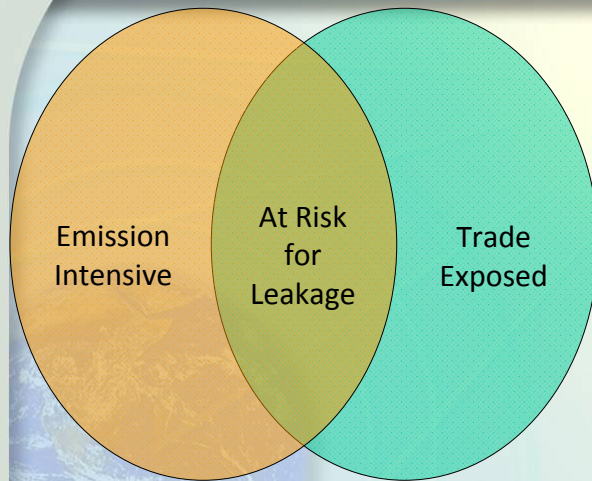 Emission
Intensive
At Risk
for
Leakage
Trade
Exposed